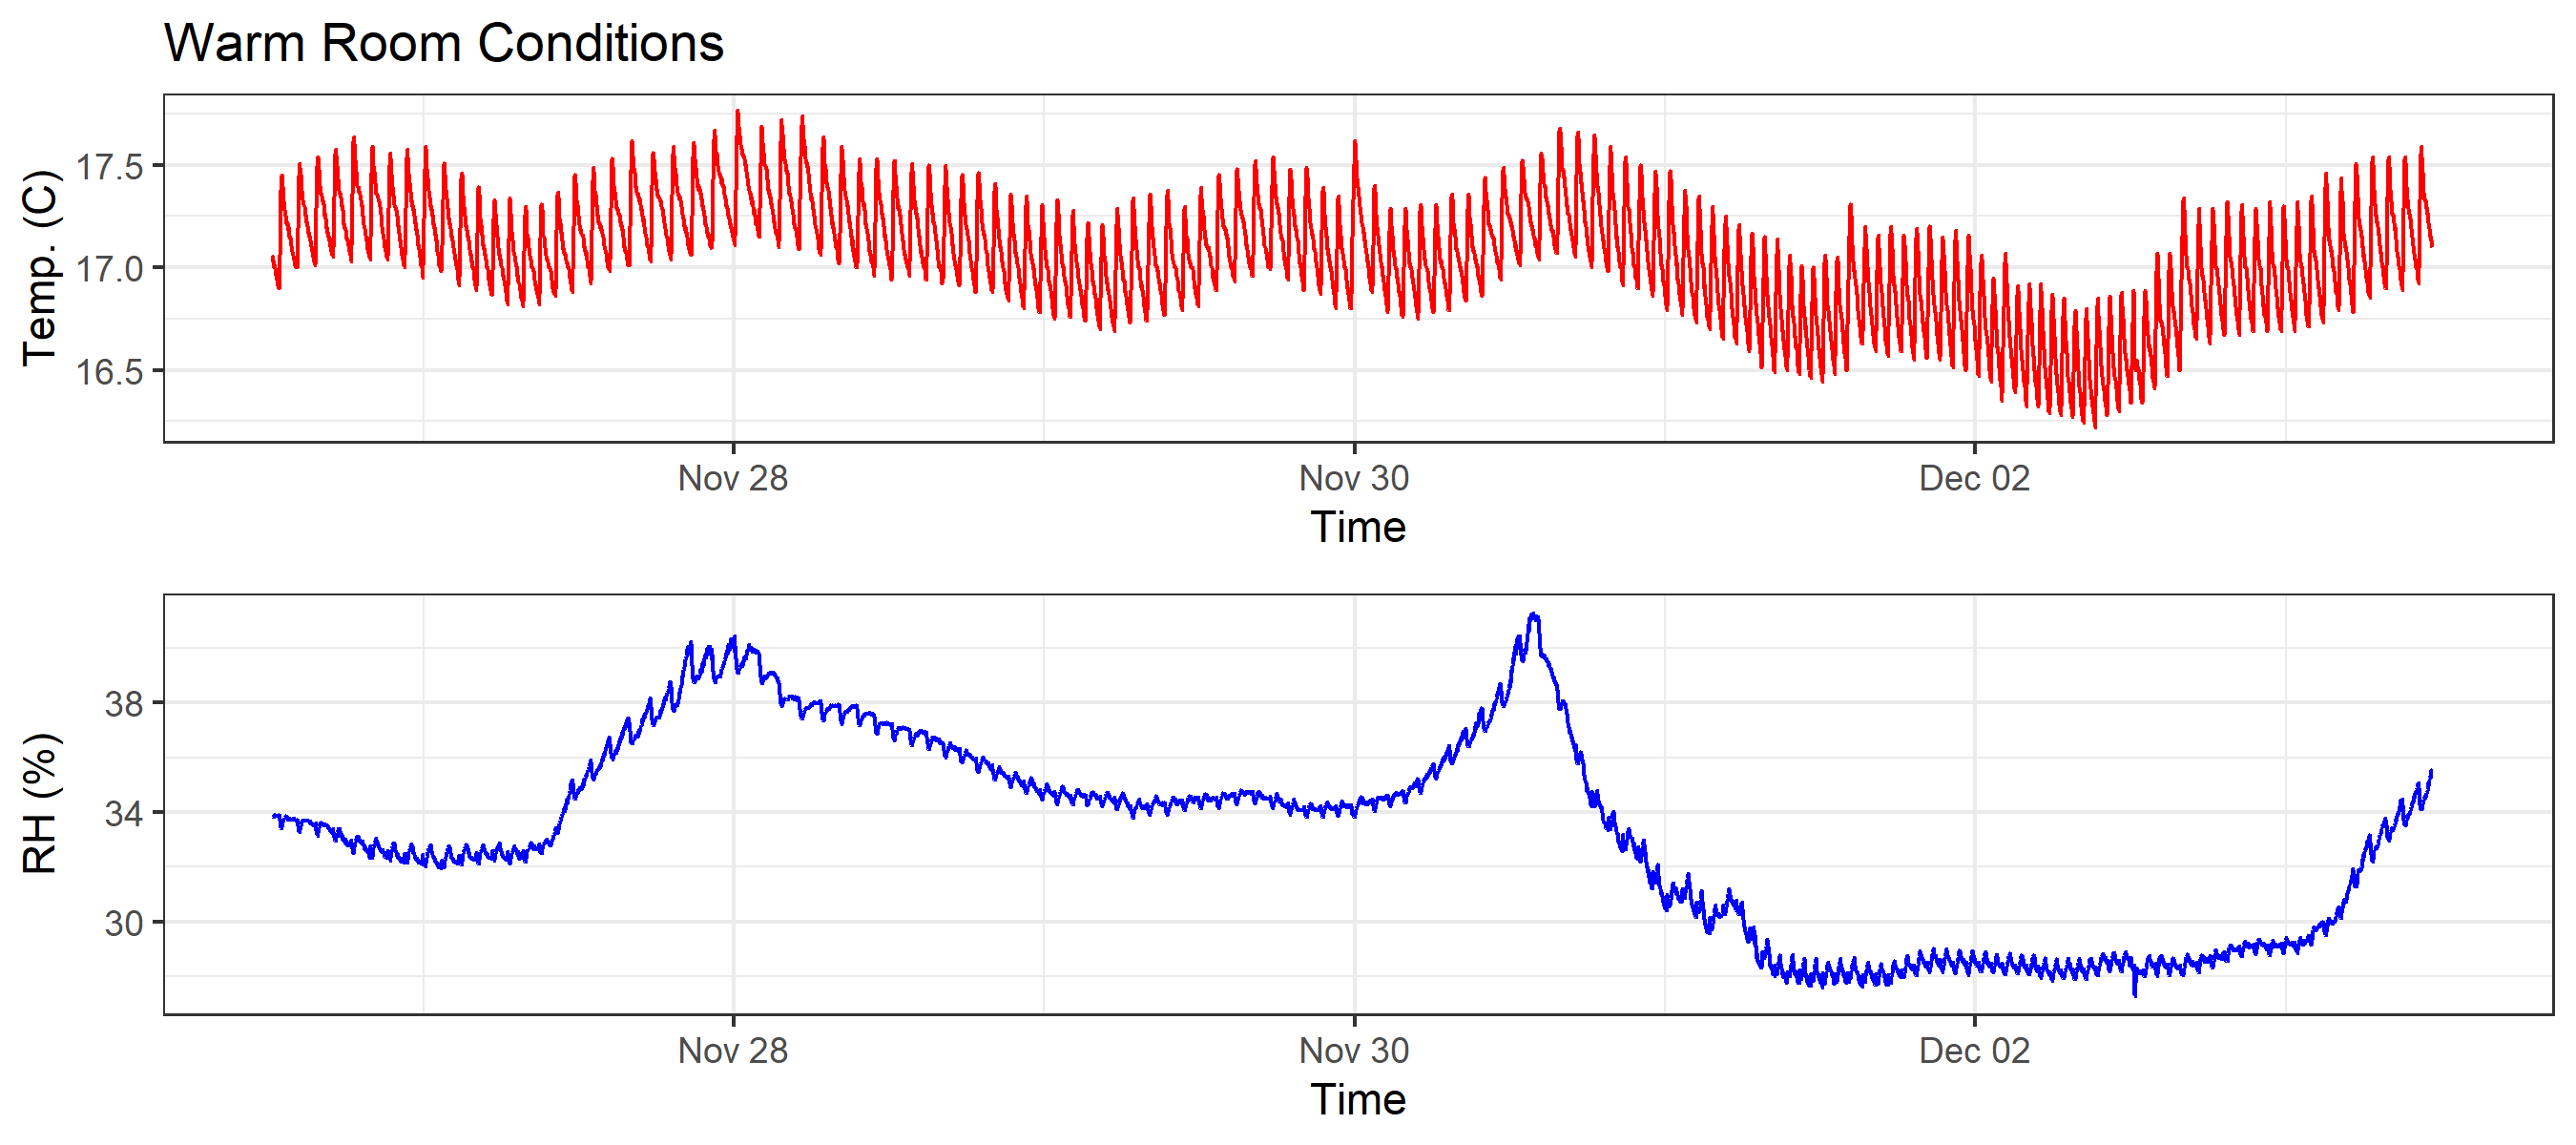 Warm Room Conditions
Temp. (C)
17.5
17.0
16.5
Nov 28 Nov 30 Dec 02
Time
RH (%)
38
34
30
Nov 28 Nov 30 Dec 02
Time